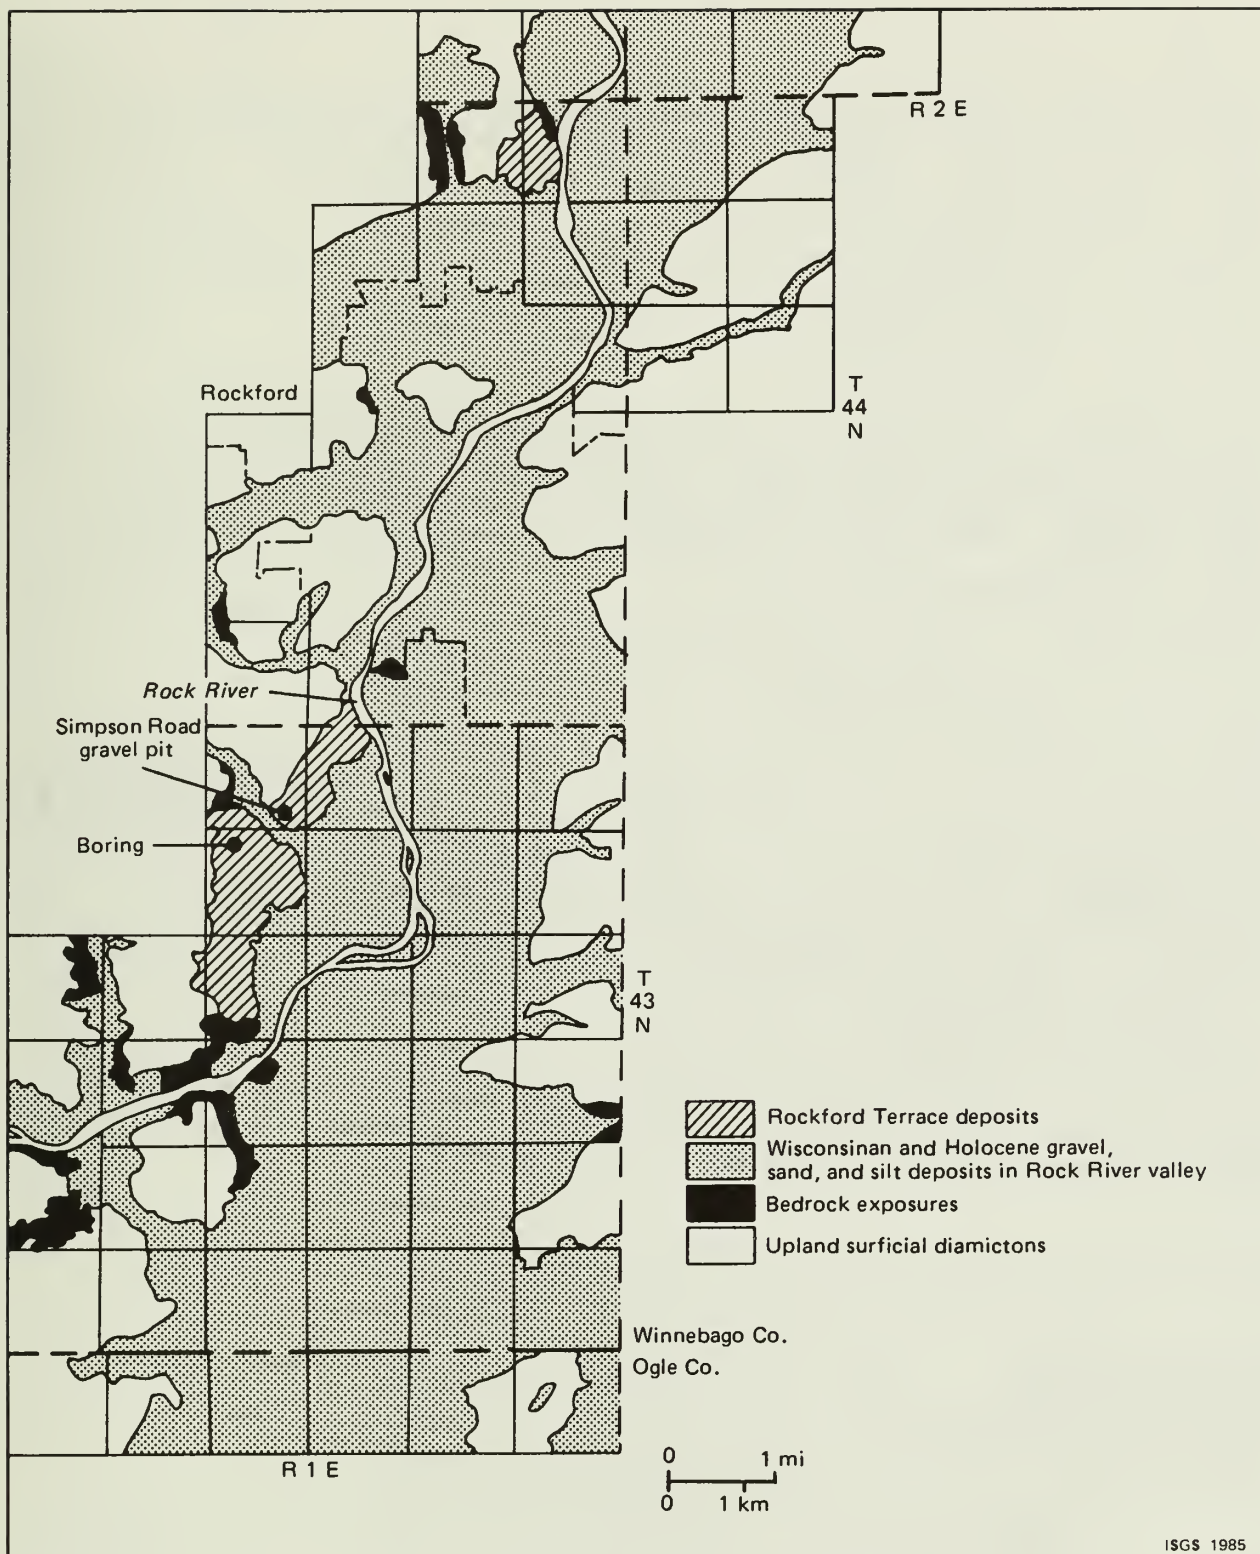 R 2 E
Rockford
T
44
N
Rock River
Simpson Road
gravel pit
Boring
T
43
N
Rockford Terrace deposits
Wisconsinan and Holocene gravel,
sand, and silt deposits in Rock River valley
Bedrock exposures
Upland surficial diamictons
Winnebago Co.
Ogle Co.
R 1 E
0 1 mi
0 1 km
ISGS 1985